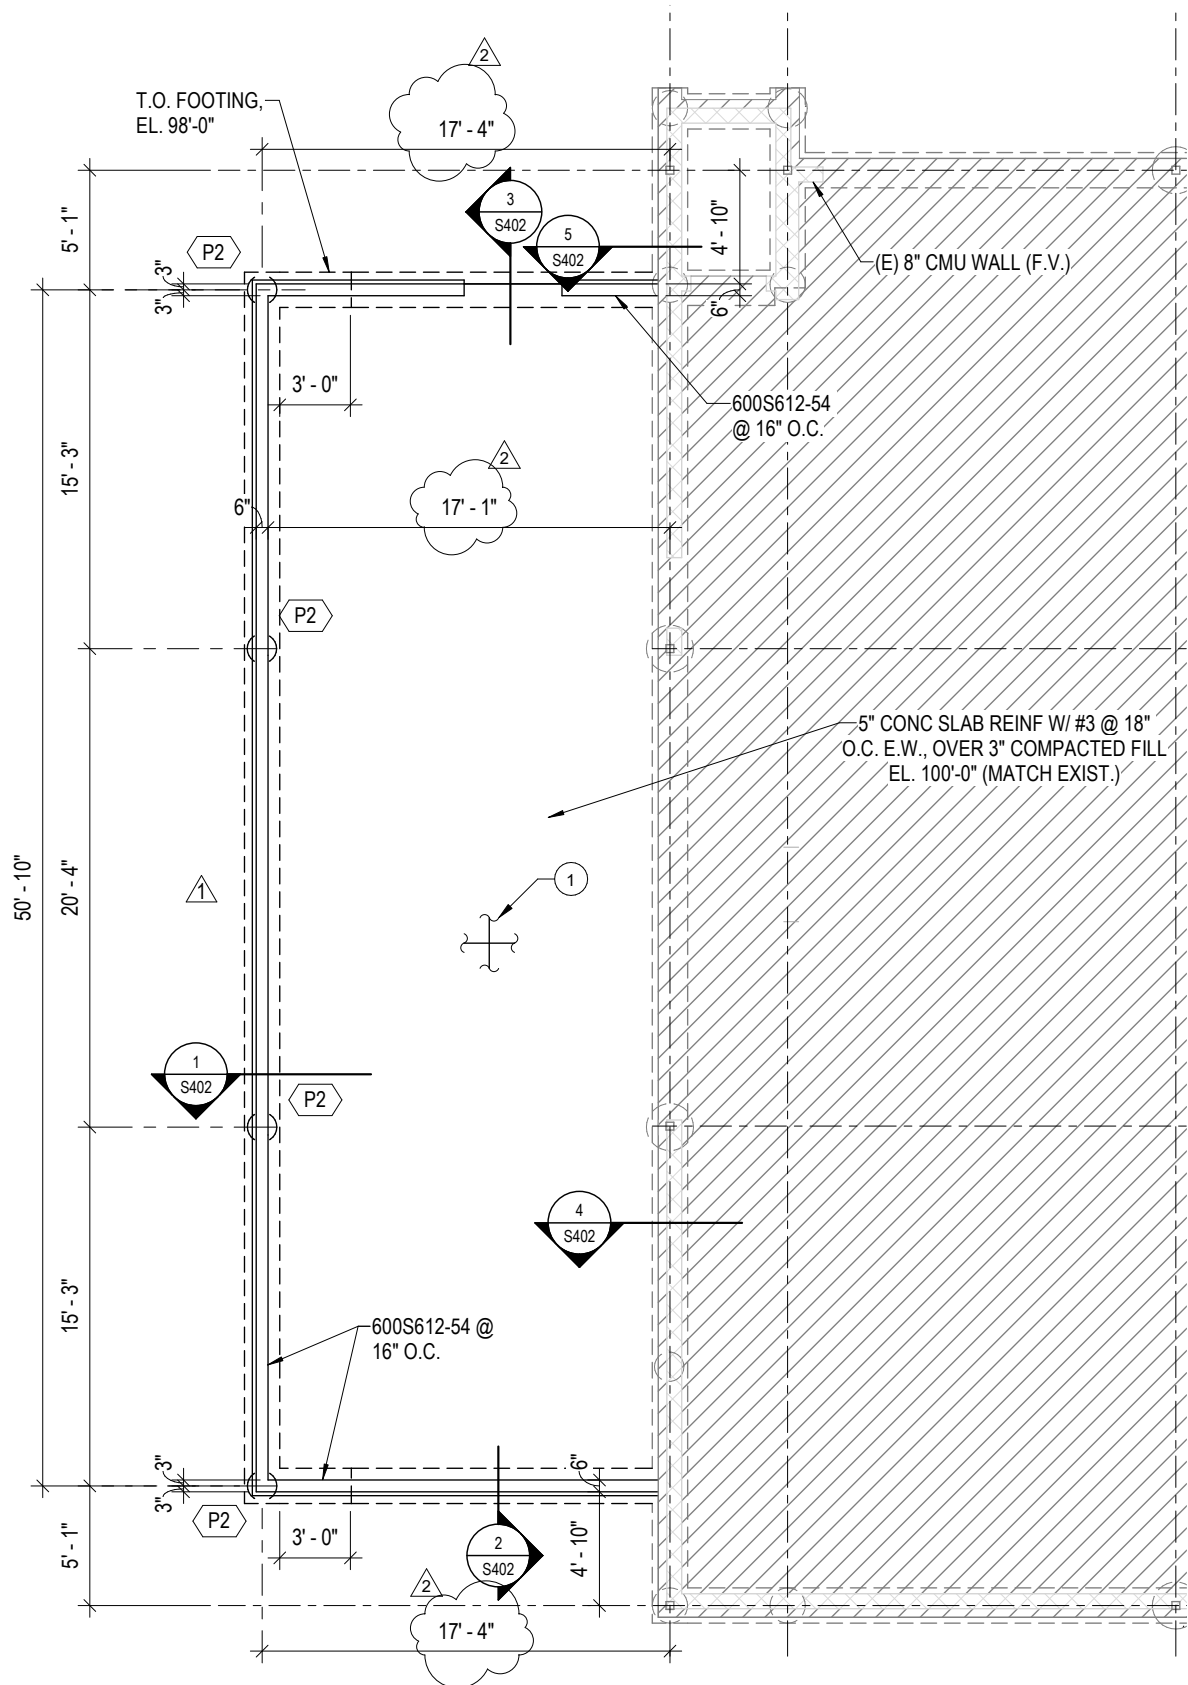 2
T.O. FOOTING,
EL. 98'-0"
17' - 4"
3
S402
5
S402
5' - 1"
4' - 10"
P2
(E) 8" CMU WALL (F.V.)
3"
3"
6"
3' - 0"
600S612-54
@ 16" O.C.
15' - 3"
2
17' - 1"
6"
P2
5" CONC SLAB REINF W/ #3 @ 18"
O.C. E.W., OVER 3" COMPACTED FILL
EL. 100'-0" (MATCH EXIST.)
50' - 10"
20' - 4"
1
1
1
S402
P2
4
S402
15' - 3"
600S612-54 @
16" O.C.
3"
3"
6"
P2
3' - 0"
2
S402
4' - 10"
5' - 1"
2
17' - 4"